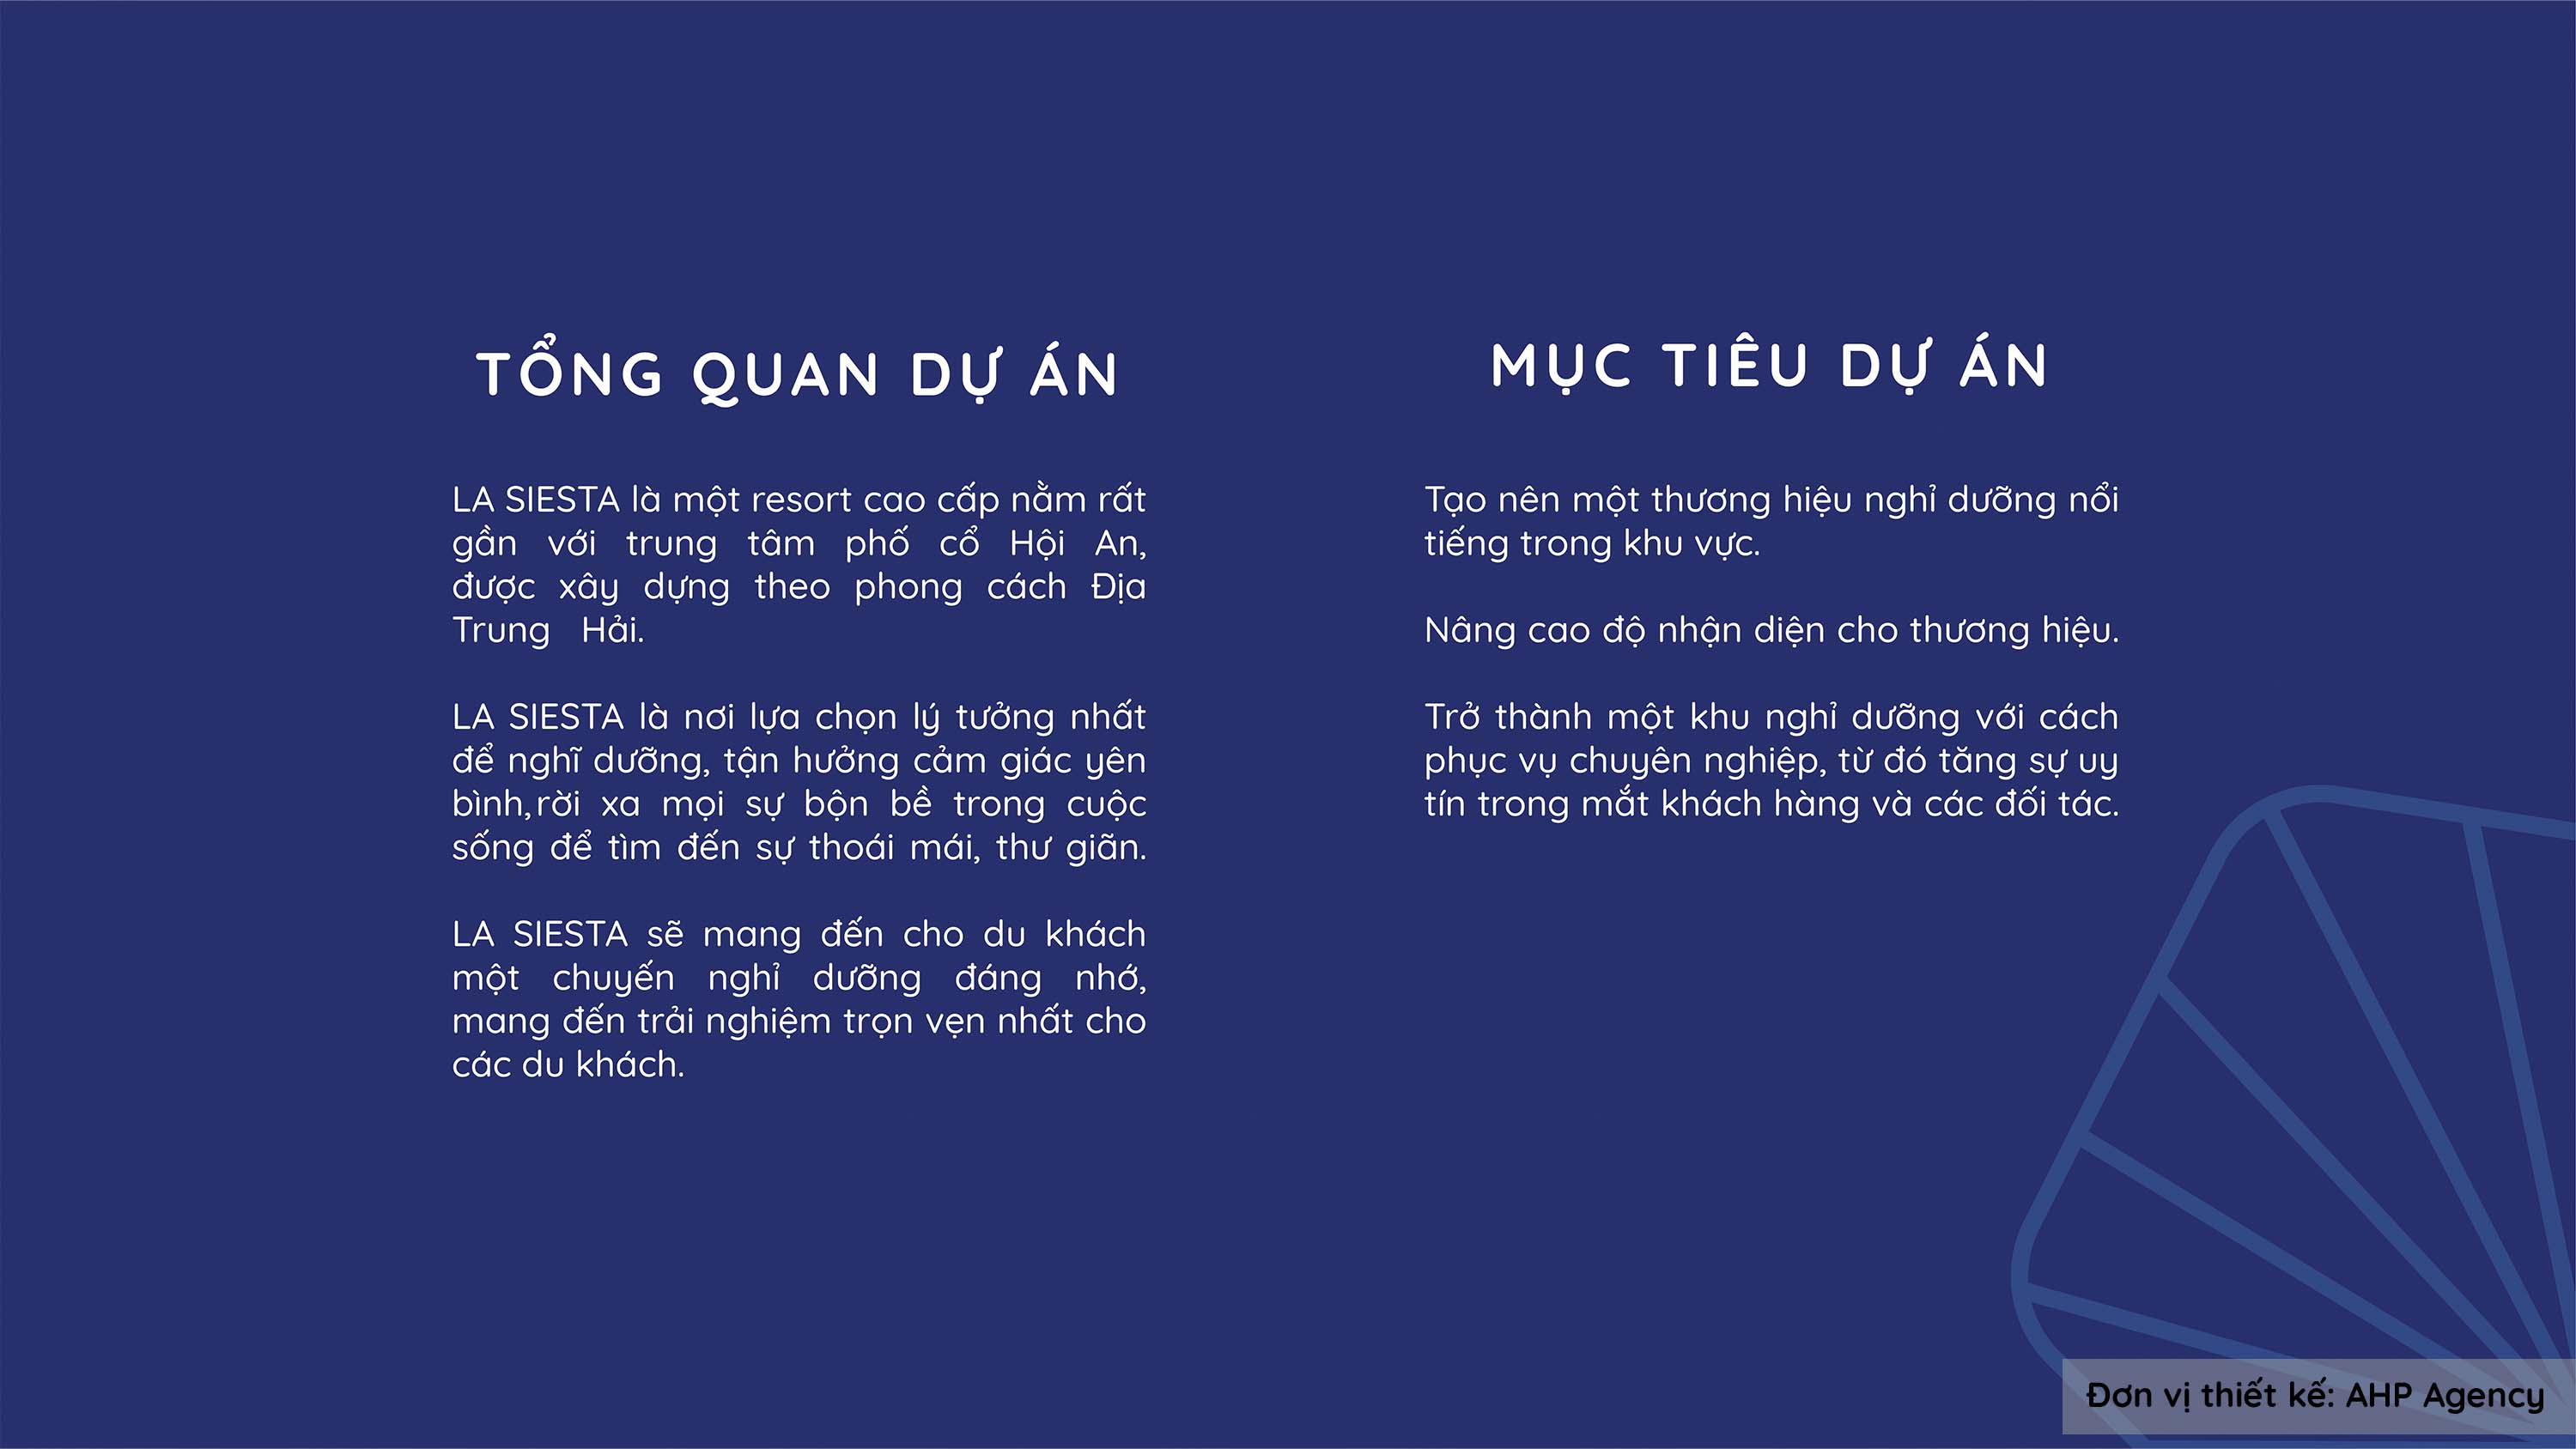 TỔNG QUAN DỰ ÁN
LA SIESTA là một resort cao cấp nằm rất
gần với trung tâm phố cổ Hội An,
được xây dựng theo phong cách Địa
Trung Hải.
LA SIESTA là nơi lựa chọn lý tưởng nhất
để nghĩ dưỡng, tận hưởng cảm giác yên
bình,rời xa mọi sự bộn bề trong cuộc
sống để tìm đến sự thoái mái, thư giãn.
LA SIESTA sẽ mang đến cho du khách
một chuyến nghỉ dưỡng đáng nhớ,
mang đến trải nghiệm trọn vẹn nhất cho
các du khách.
MỤC TIÊU DỰ ÁN
Tạo nên một thương hiệu nghỉ dưỡng nổi
tiếng trong khu vực.
Nâng cao độ nhận diện cho thương hiệu.
Trở thành một khu nghỉ dưỡng với cách
phục vụ chuyên nghiệp, từ đó tăng sự uy
tín trong mắt khách hàng và các đối tác.
Đơn vị thiết kế: AHP Agency